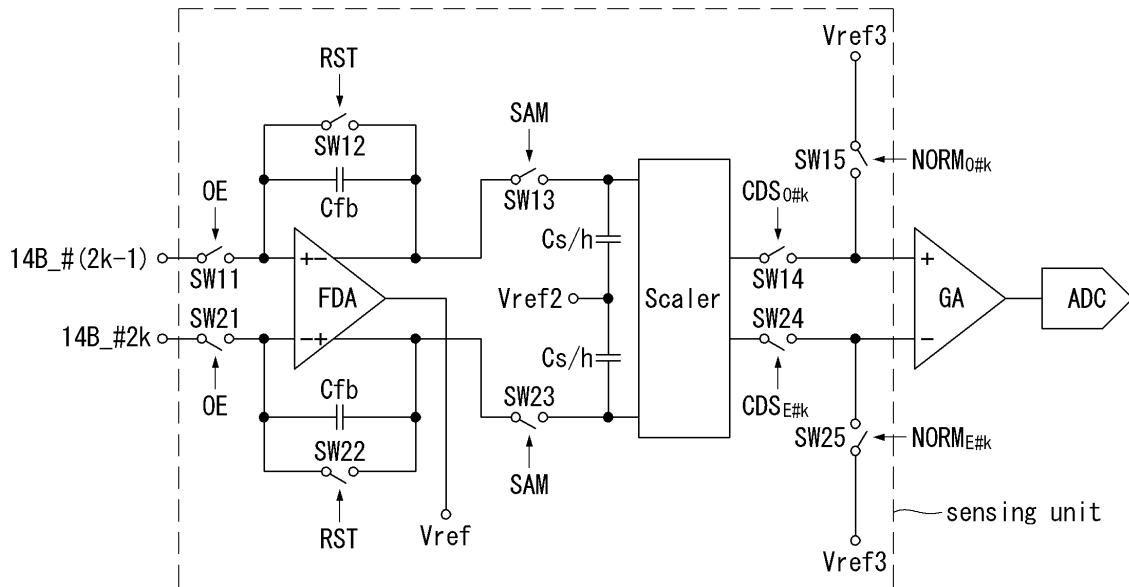 Vref3
RST
SAM
SW12
SW15
NORM0#k
OE
Cfb
SW13
CDS0#k
Cs/h
14B_#(2k-1)
SW11
+-
SW14
+
FDA
Vref2
Scaler
GA
ADC
SW21
SW24
14B_#2k
-+
-
Cs/h
OE
Cfb
SW23
CDSE#k
SW22
SW25
NORME#k
SAM
RST
Vref
sensing unit
Vref3